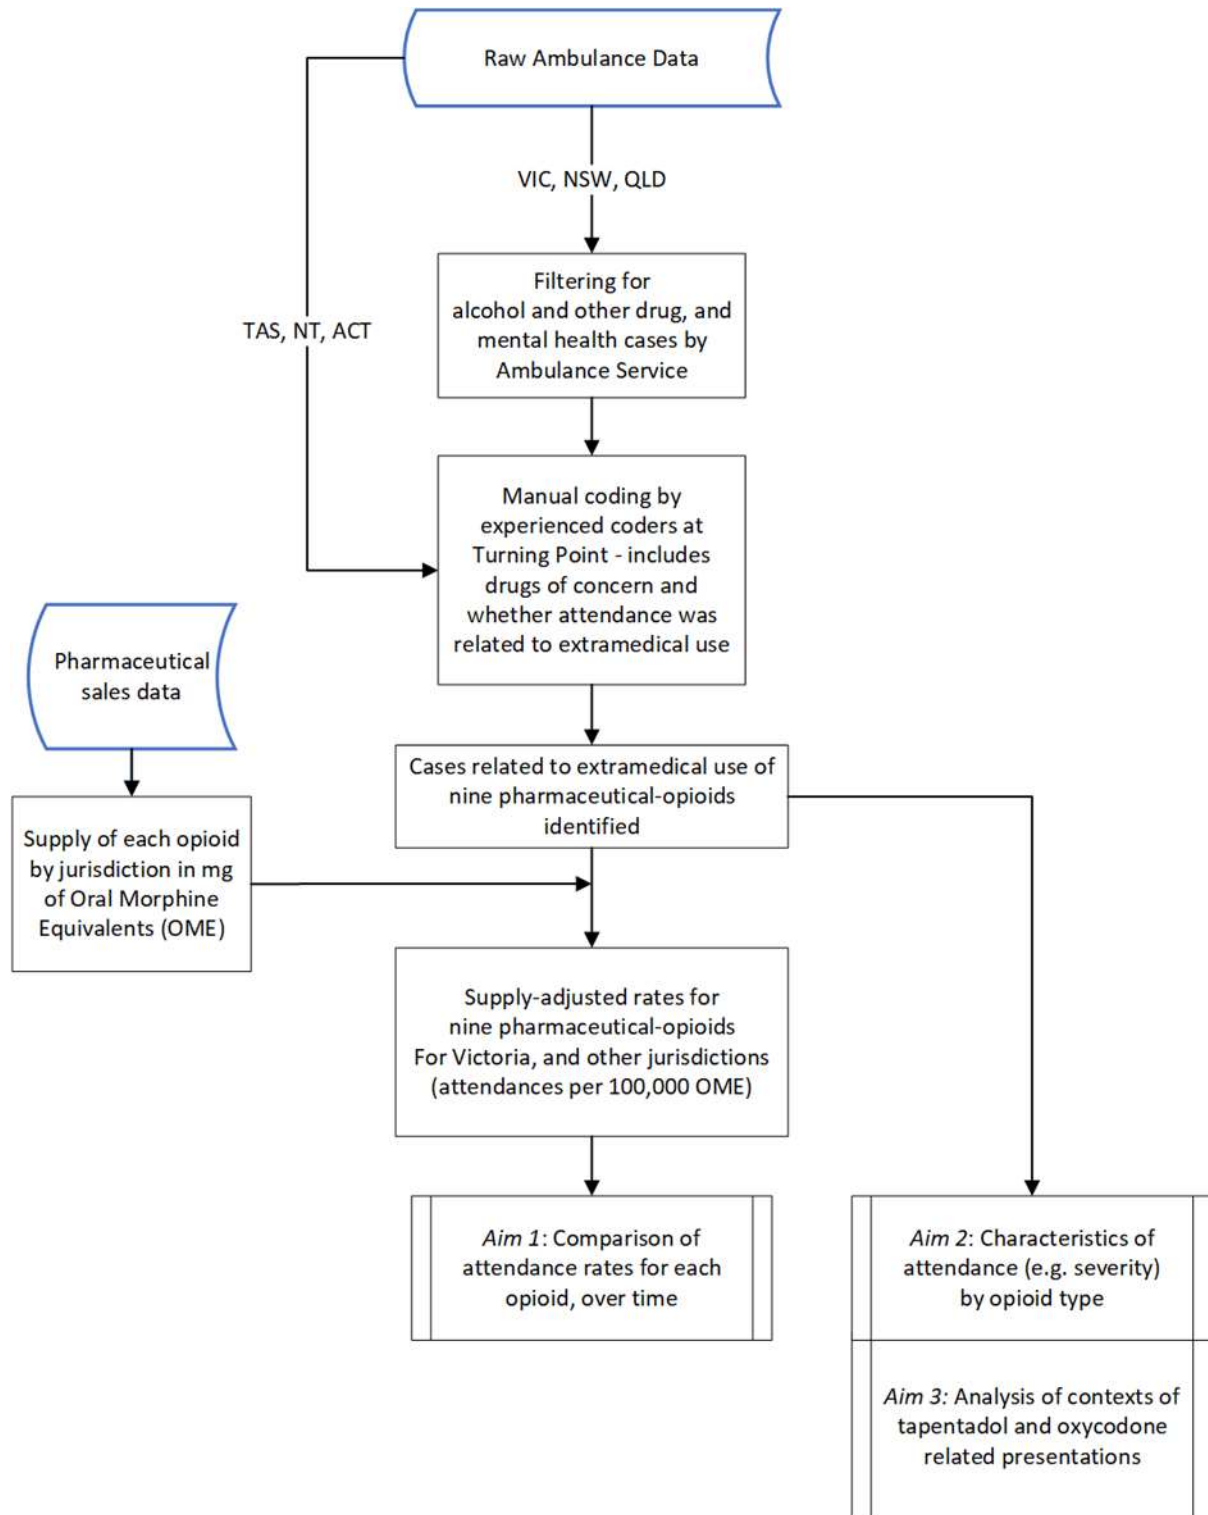 Raw Ambulance Data
VIC, NSW, QLD
Filtering for
alcohol and other drug, and
mental health cases by
Ambulance Service
TAS, NT, ACT
Manual coding by
experienced coders at
Turning Point - includes
drugs of concern and
whether attendance was
related to extramedical use
Pharmaceutical
sales data
Cases related to extramedical use of
nine pharmaceutical-opioids
identified
Supply of each opioid
by jurisdiction in mg
of Oral Morphine
Equivalents (OME)
Supply-adjusted rates for
nine pharmaceutical-opioids
For Victoria, and other jurisdictions
(attendances per 100,000 OME)
Aim 1: Comparison of
attendance rates for each
opioid, over time
Aim 2: Characteristics of
attendance (e.g. severity)
by opioid type
Aim 3: Analysis of contexts of
tapentadol and oxycodone
related presentations